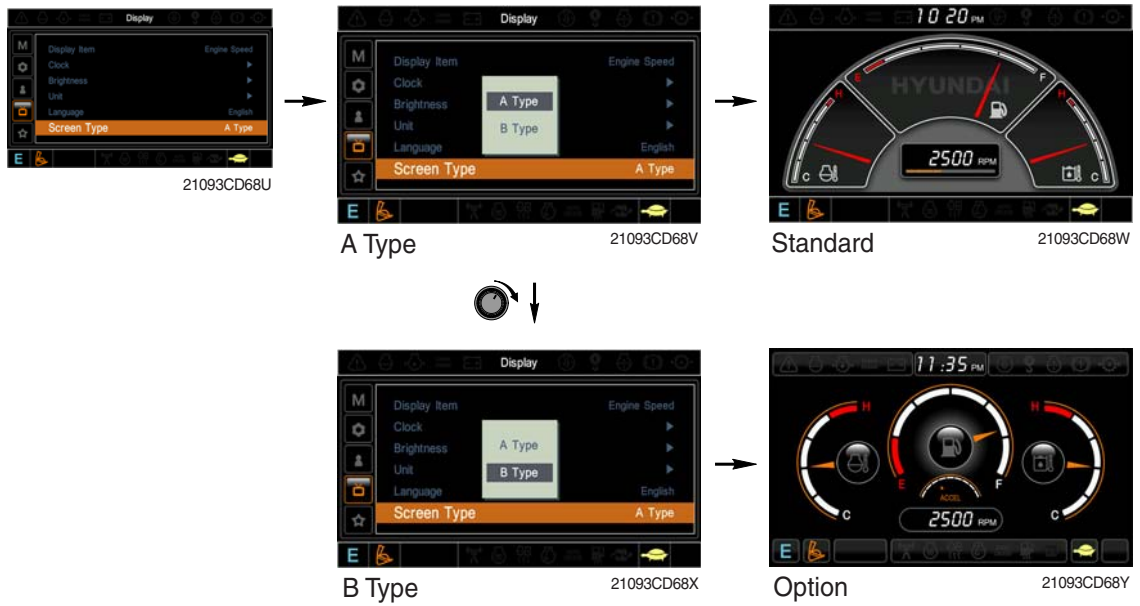 Display
M
Display Item Engine Speed
Clock
Brightness
Unit
Language English
Screen Type A Type
E
21093CD68U
Display
M
Display Item Engine Speed
Clock
Brightness
Unit
Language English
Screen Type A Type
A Type
B Type
E
A Type
21093CD68V
10 20 PM
E F
HYUNDAI
H H
2500 RPM
C C
E
Standard
21093CD68W
Display
M
Display Item Engine Speed
Clock
Brightness
Unit
Language English
Screen Type A Type
A Type
B Type
E
B Type
21093CD68X
11:35 PM
H H
E F
ACCEL
C C
2500 RPM
E
Option
21093CD68Y